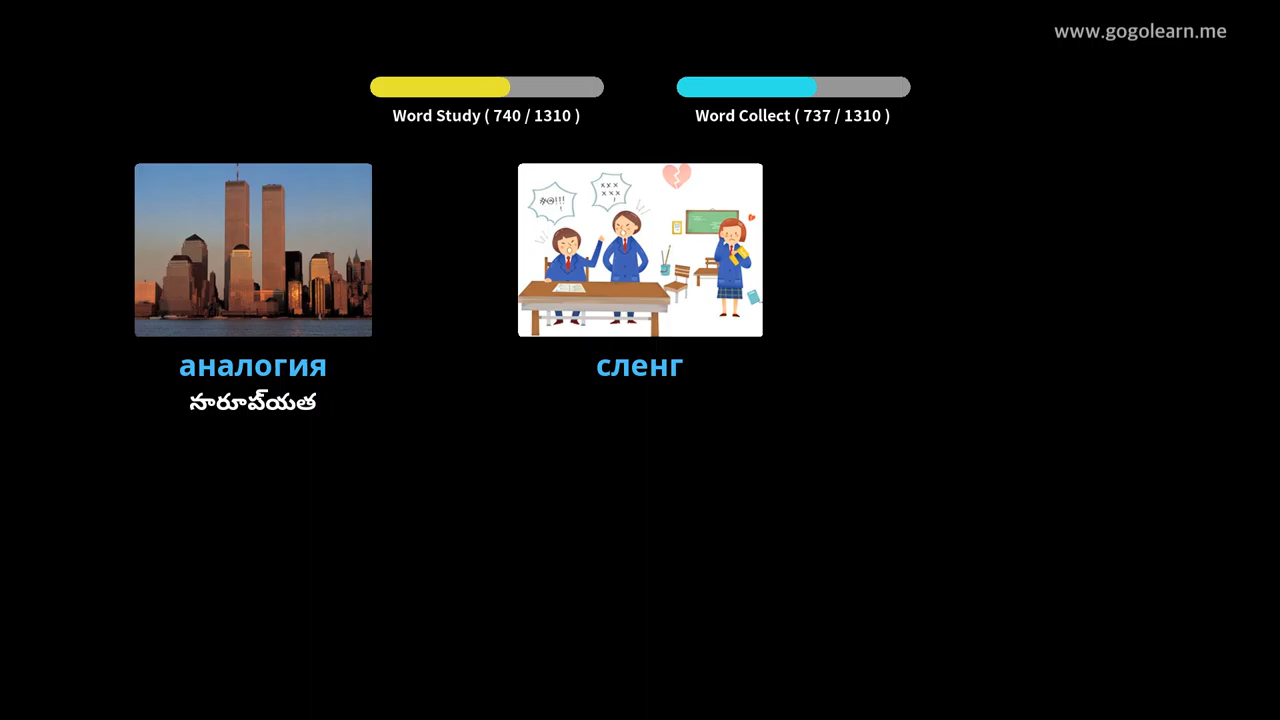 www.gogolearn.me
Word Study ( 740 / 1310 )
Word Collect ( 737 / 1310 )
#@!!!
!
x x x
x x x
!
аналогия
సారూప్యత
сленг